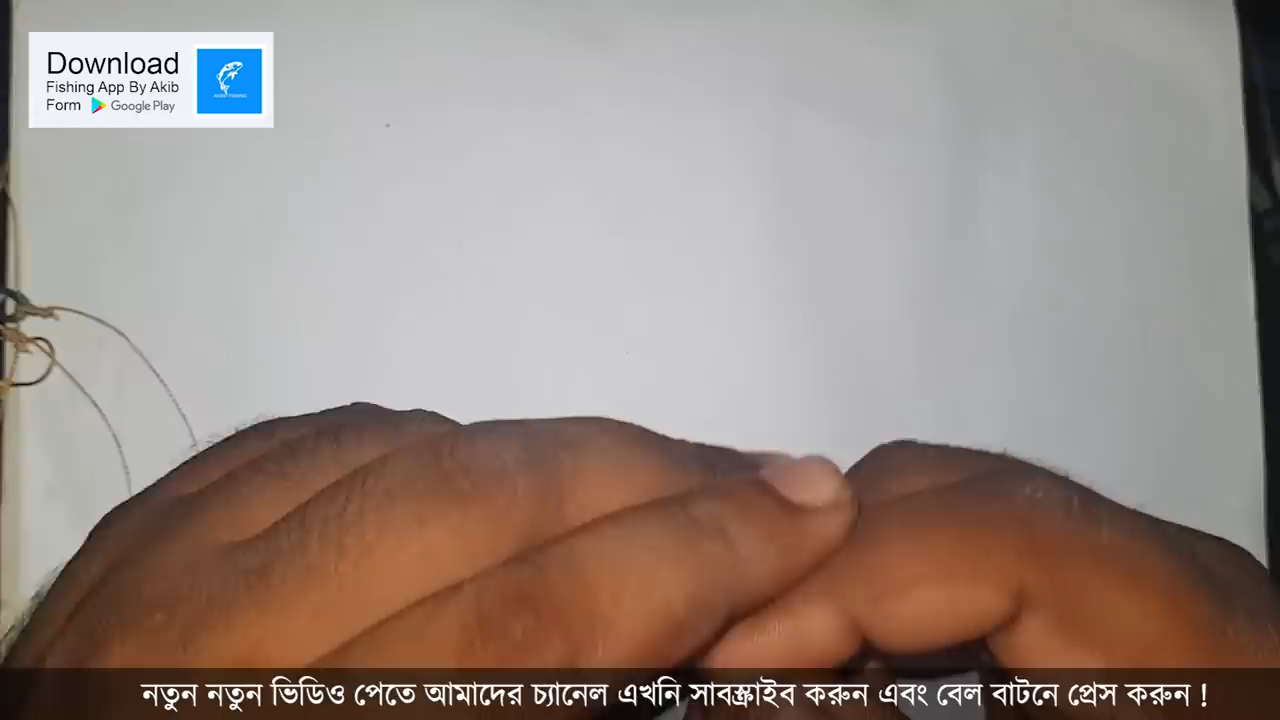 Download
Fishing App By Akib
Form Google Play
নতুন নতুন ভিডিও পেতে আমাদের চ্যানেল এখনি সাবস্ক্রাইব করুন এবং বেল বাটনে প্রেস করুন !